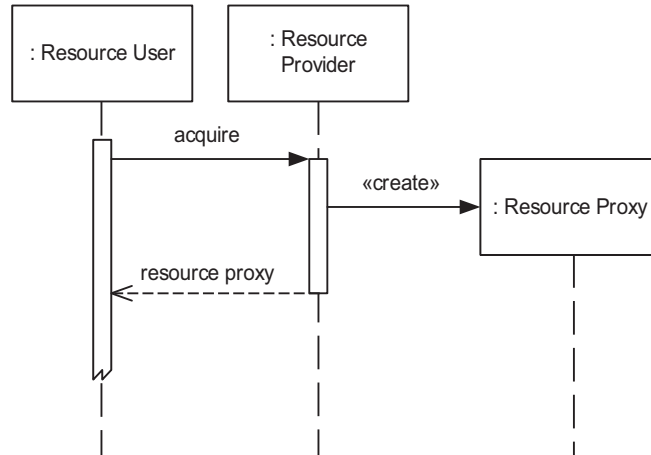 : Resource User
: Resource
Provider
acquire
«create»
: Resource Proxy
resource proxy